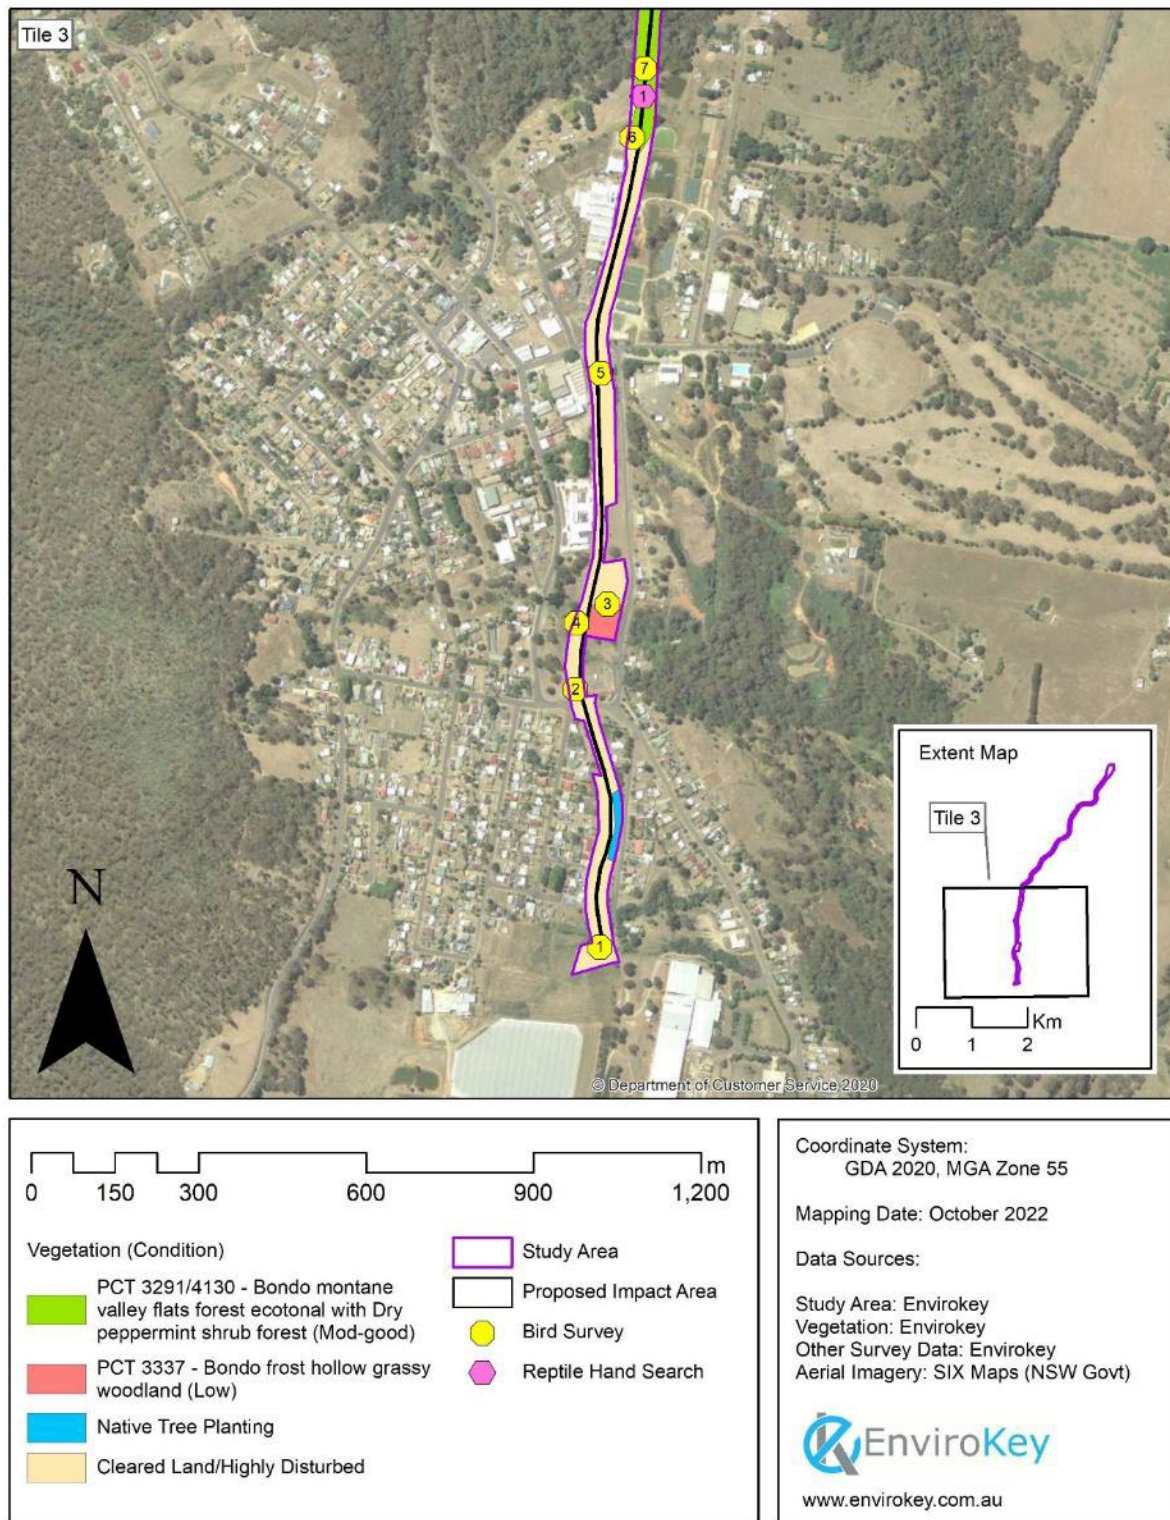 Tile 3
7
1
6
5
3
4
2
1
N
Extent Map
Tile 3
Km
0 1 2
© Department of Customer Service 2020
m
0 150 300 600 900 1,200
Vegetation (Condition)
PCT 3291/4130 - Bondo montane
valley flats forest ecotonal with Dry
peppermint shrub forest (Mod-good)
PCT 3337 - Bondo frost hollow grassy
woodland (Low)
Native Tree Planting
Cleared Land/Highly Disturbed
Study Area
Proposed Impact Area
Bird Survey
Reptile Hand Search
Coordinate System:
GDA 2020, MGA Zone 55
Mapping Date: October 2022
Data Sources:
Study Area: Envirokey
Vegetation: Envirokey
Other Survey Data: Envirokey
Aerial Imagery: SIX Maps (NSW Govt)
EnviroKey
www.envirokey.com.au